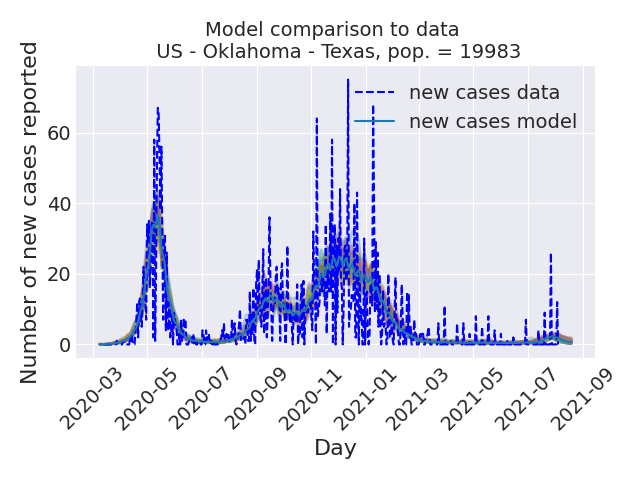 Model comparison to data
US - Oklahoma - Texas, pop. = 19983
new cases data
new cases model
Number of new cases reported
60
40
20
0
2020-03
2020-05
2020-07
2020-09
2020-11
2021-01
2021-03
2021-05
2021-07
2021-09
Day